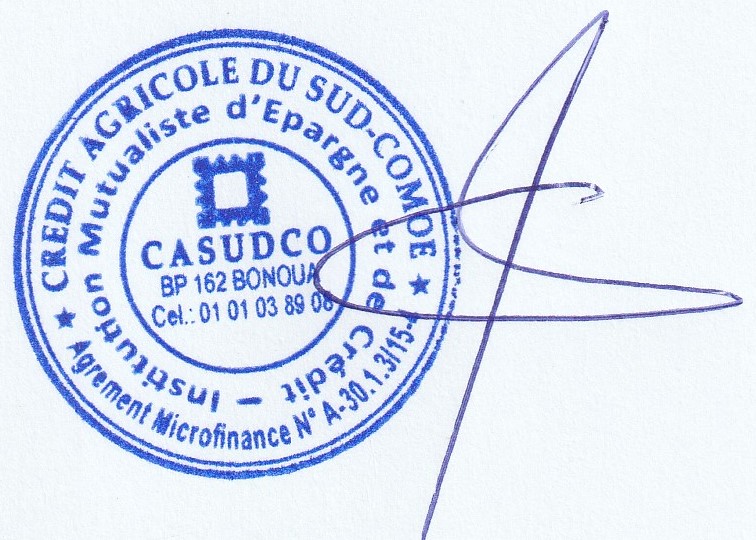 ★ CREDIT AGRICOLE DU SUD-COMOE ★
Institution Mutualiste d'Epargne et de Crédit –
CASUDCO
BP 162 BONOUA
Cel.: 01 01 03 89 08
Agrement Microfinance N° A-30.1.3/15-